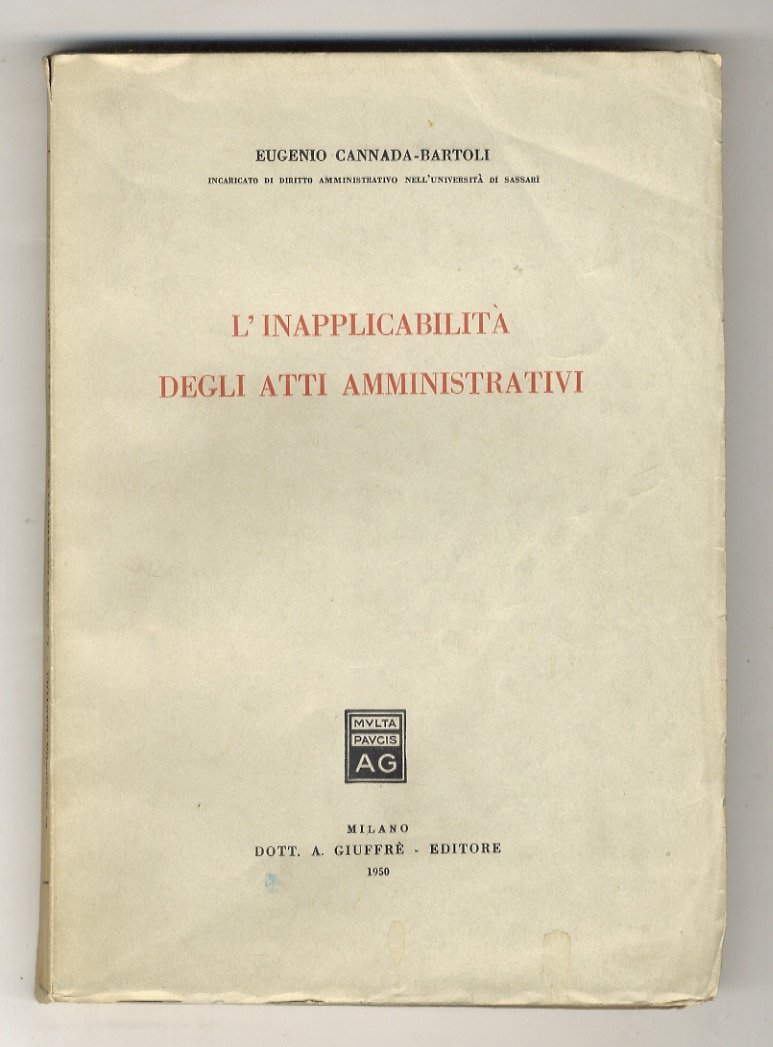 EUGENIO CANNADA-BARTOLI
INCARICATO DI DIRITTO AMMINISTRATIVO NELL'UNIVERSITÀ DI SASSARI
L'INAPPLICABILITÀ
DEGLI ATTI AMMINISTRATIVI
MVLTA
PAVCIS
AG
MILANO
DOTT. A. GIUFFRÈ - EDITORE
1950